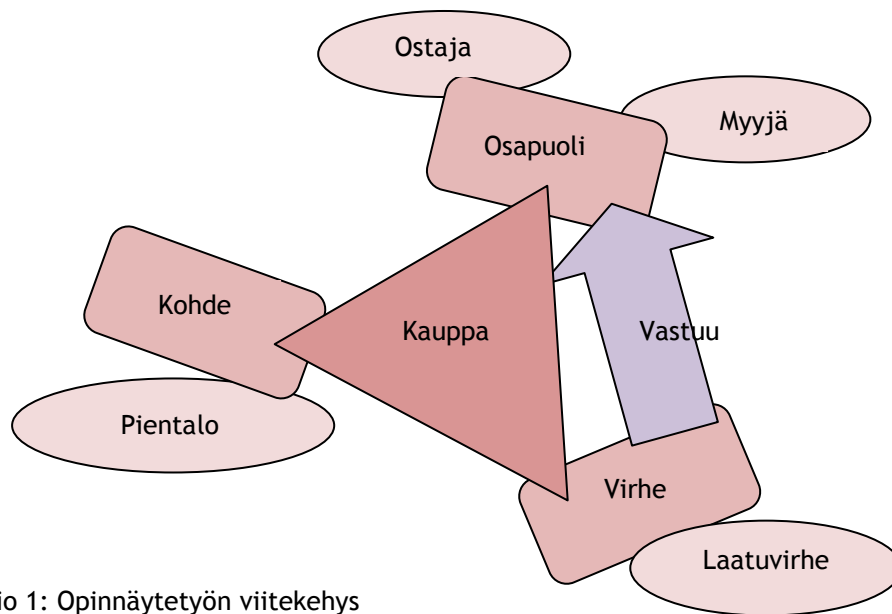 Ostaja
Myyjä
Osapuoli
Kohde
Kauppa
Vastuu
Pientalo
Virhe
Laatuvirhe
io 1: Opinnäytetyön viitekehys